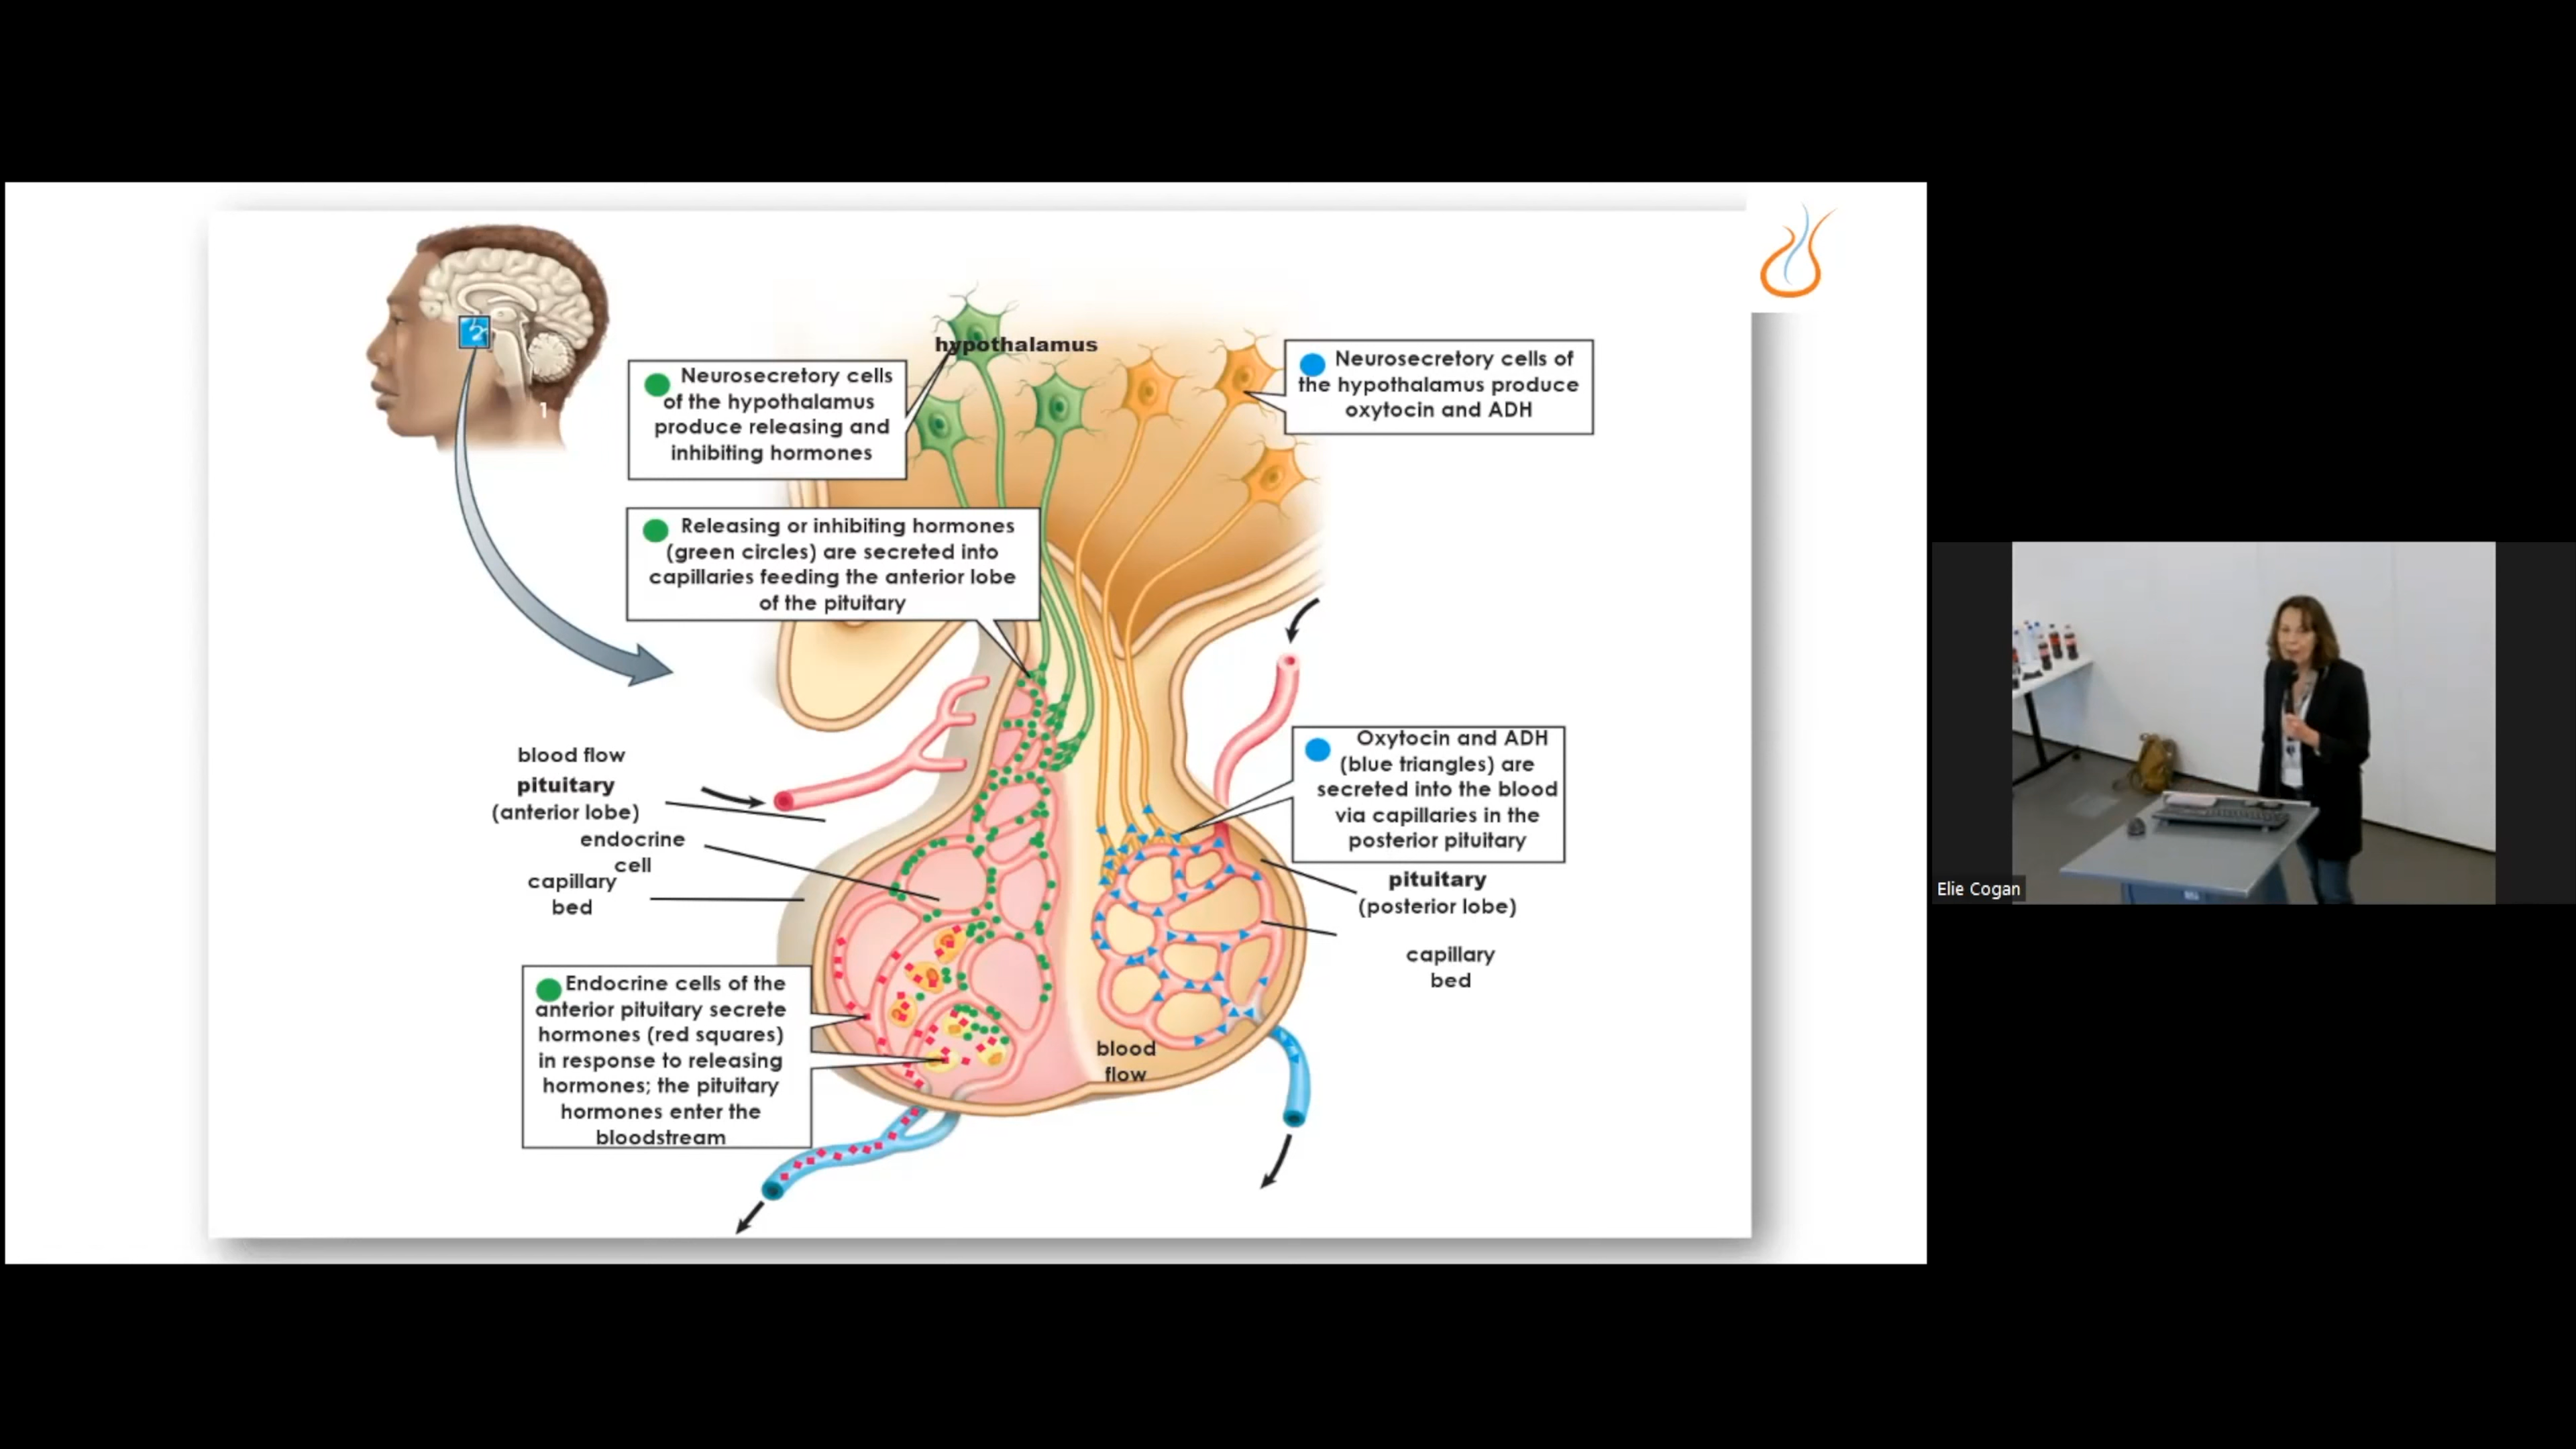 hypothalamus
Neurosecretory cells
of the hypothalamus
produce releasing and
inhibiting hormones
Neurosecretory cells of
the hypothalamus produce
oxytocin and ADH
1
Releasing or inhibiting hormones
(green circles) are secreted into
capillaries feeding the anterior lobe
of the pituitary
blood flow
pituitary
(anterior lobe)
endocrine
cell
capillary
bed
Oxytocin and ADH
(blue triangles) are
secreted into the blood
via capillaries in the
posterior pituitary
pituitary
(posterior lobe)
capillary
bed
Endocrine cells of the
anterior pituitary secrete
hormones (red squares)
in response to releasing
hormones; the pituitary
hormones enter the
bloodstream
blood
flow
Elie Cogan